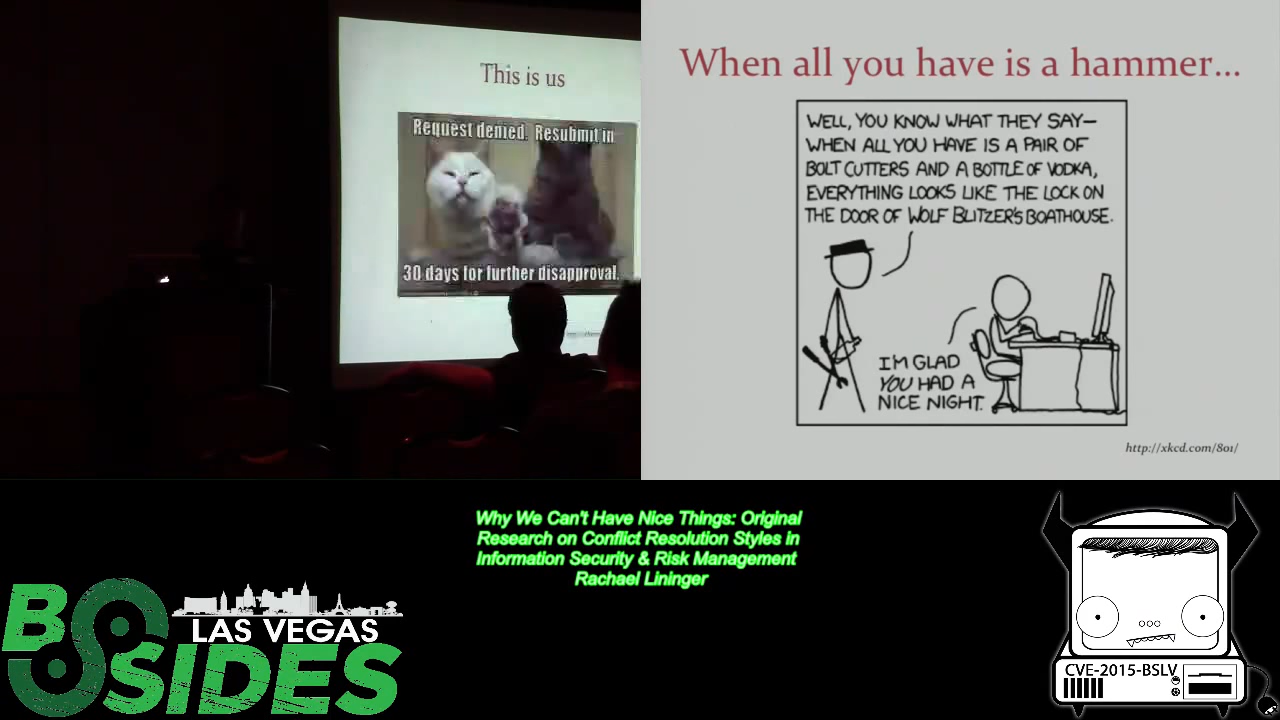 This is us
Request denied. Resubmit in
30 days for further disapproval.
When all you have is a hammer...
WELL, YOU KNOW WHAT THEY SAY—
WHEN ALL YOU HAVE IS A PAIR OF
BOLT CUTTERS AND A BOTTLE OF VODKA,
EVERYTHING LOOKS LIKE THE LOCK ON
THE DOOR OF WOLF BLITZER'S BOATHOUSE.
I'M GLAD
YOU HAD A
NICE NIGHT.
http://xkcd.com/801/
Why We Can't Have Nice Things: Original
Research on Conflict Resolution Styles in
Information Security & Risk Management
Rachael Lininger
BSIDES
LAS VEGAS
CVE-2015-BSLV